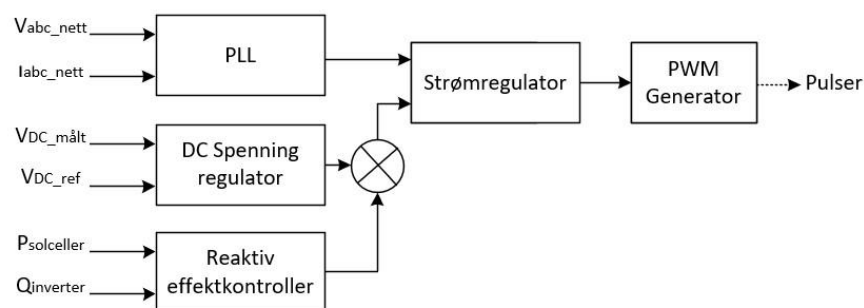 Vabc_nett
Iabc_nett
PLL
Strømregulator
PWM
Generator
Pulser
VDC_målt
VDC_ref
DC Spenning
regulator
Psolceller
Qinverter
Reaktiv
effektkontroller